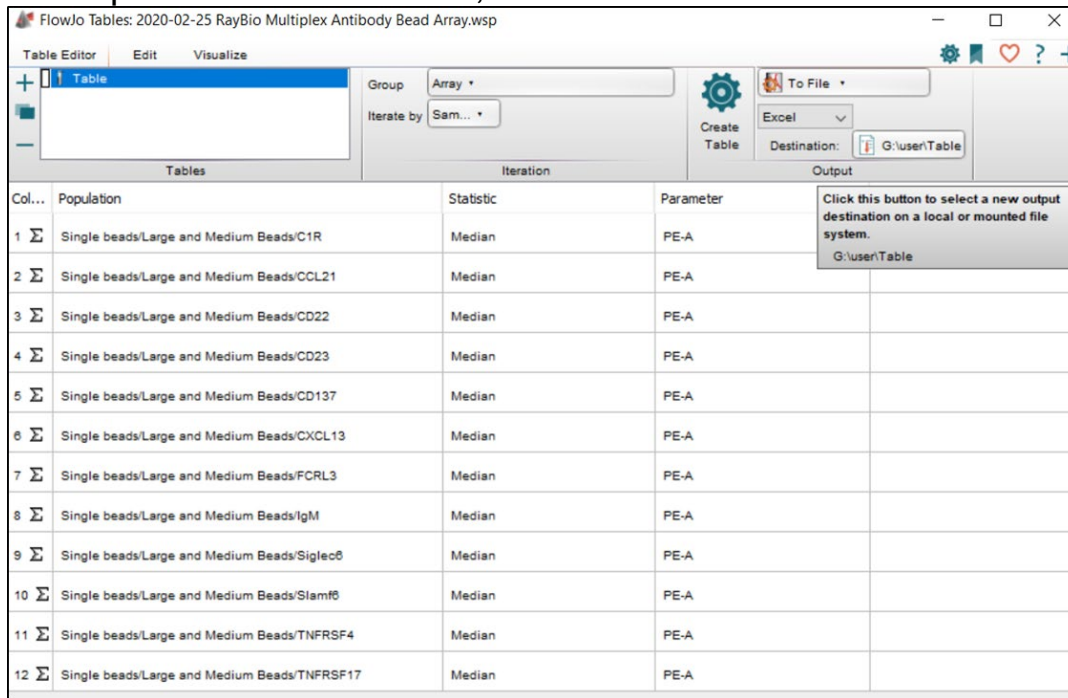 FlowJo Tables: 2020-02-25 RayBio Multiplex Antibody Bead Array.wsp
Table Editor Edit Visualize
Table
Group Array
Iterate by Sam...
Create Table
To File
Excel
Destination: G:\user\Table
Tables Iteration Output
Col... Population Statistic Parameter
Click this button to select a new output
destination on a local or mounted file
system.
G:\user\Table
1 Σ Single beads/Large and Medium Beads/C1R Median PE-A
2 Σ Single beads/Large and Medium Beads/CCL21 Median PE-A
3 Σ Single beads/Large and Medium Beads/CD22 Median PE-A
4 Σ Single beads/Large and Medium Beads/CD23 Median PE-A
5 Σ Single beads/Large and Medium Beads/CD137 Median PE-A
6 Σ Single beads/Large and Medium Beads/CXCL13 Median PE-A
7 Σ Single beads/Large and Medium Beads/FCRL3 Median PE-A
8 Σ Single beads/Large and Medium Beads/IgM Median PE-A
9 Σ Single beads/Large and Medium Beads/Siglec6 Median PE-A
10 Σ Single beads/Large and Medium Beads/Slamf6 Median PE-A
11 Σ Single beads/Large and Medium Beads/TNFRSF4 Median PE-A
12 Σ Single beads/Large and Medium Beads/TNFRSF17 Median PE-A